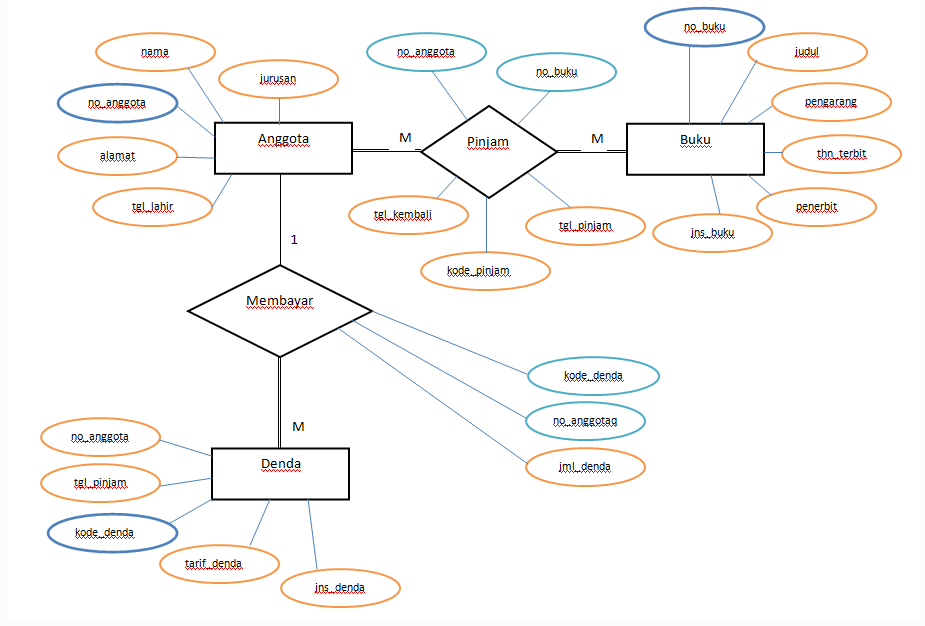 no_buku
nama
no_anggota
judul
jurusan
no_buku
no_anggota
pengarang
Anggota
M
Pinjam
M
Buku
alamat
thn_terbit
tgl_lahir
tgl_kembali
tgl_pinjam
penerbit
jns_buku
1
kode_pinjam
Membayar
kode_denda
no_anggotaq
M
no_anggota
Denda
jml_denda
tgl_pinjam
kode_denda
tarif_denda
jns_denda